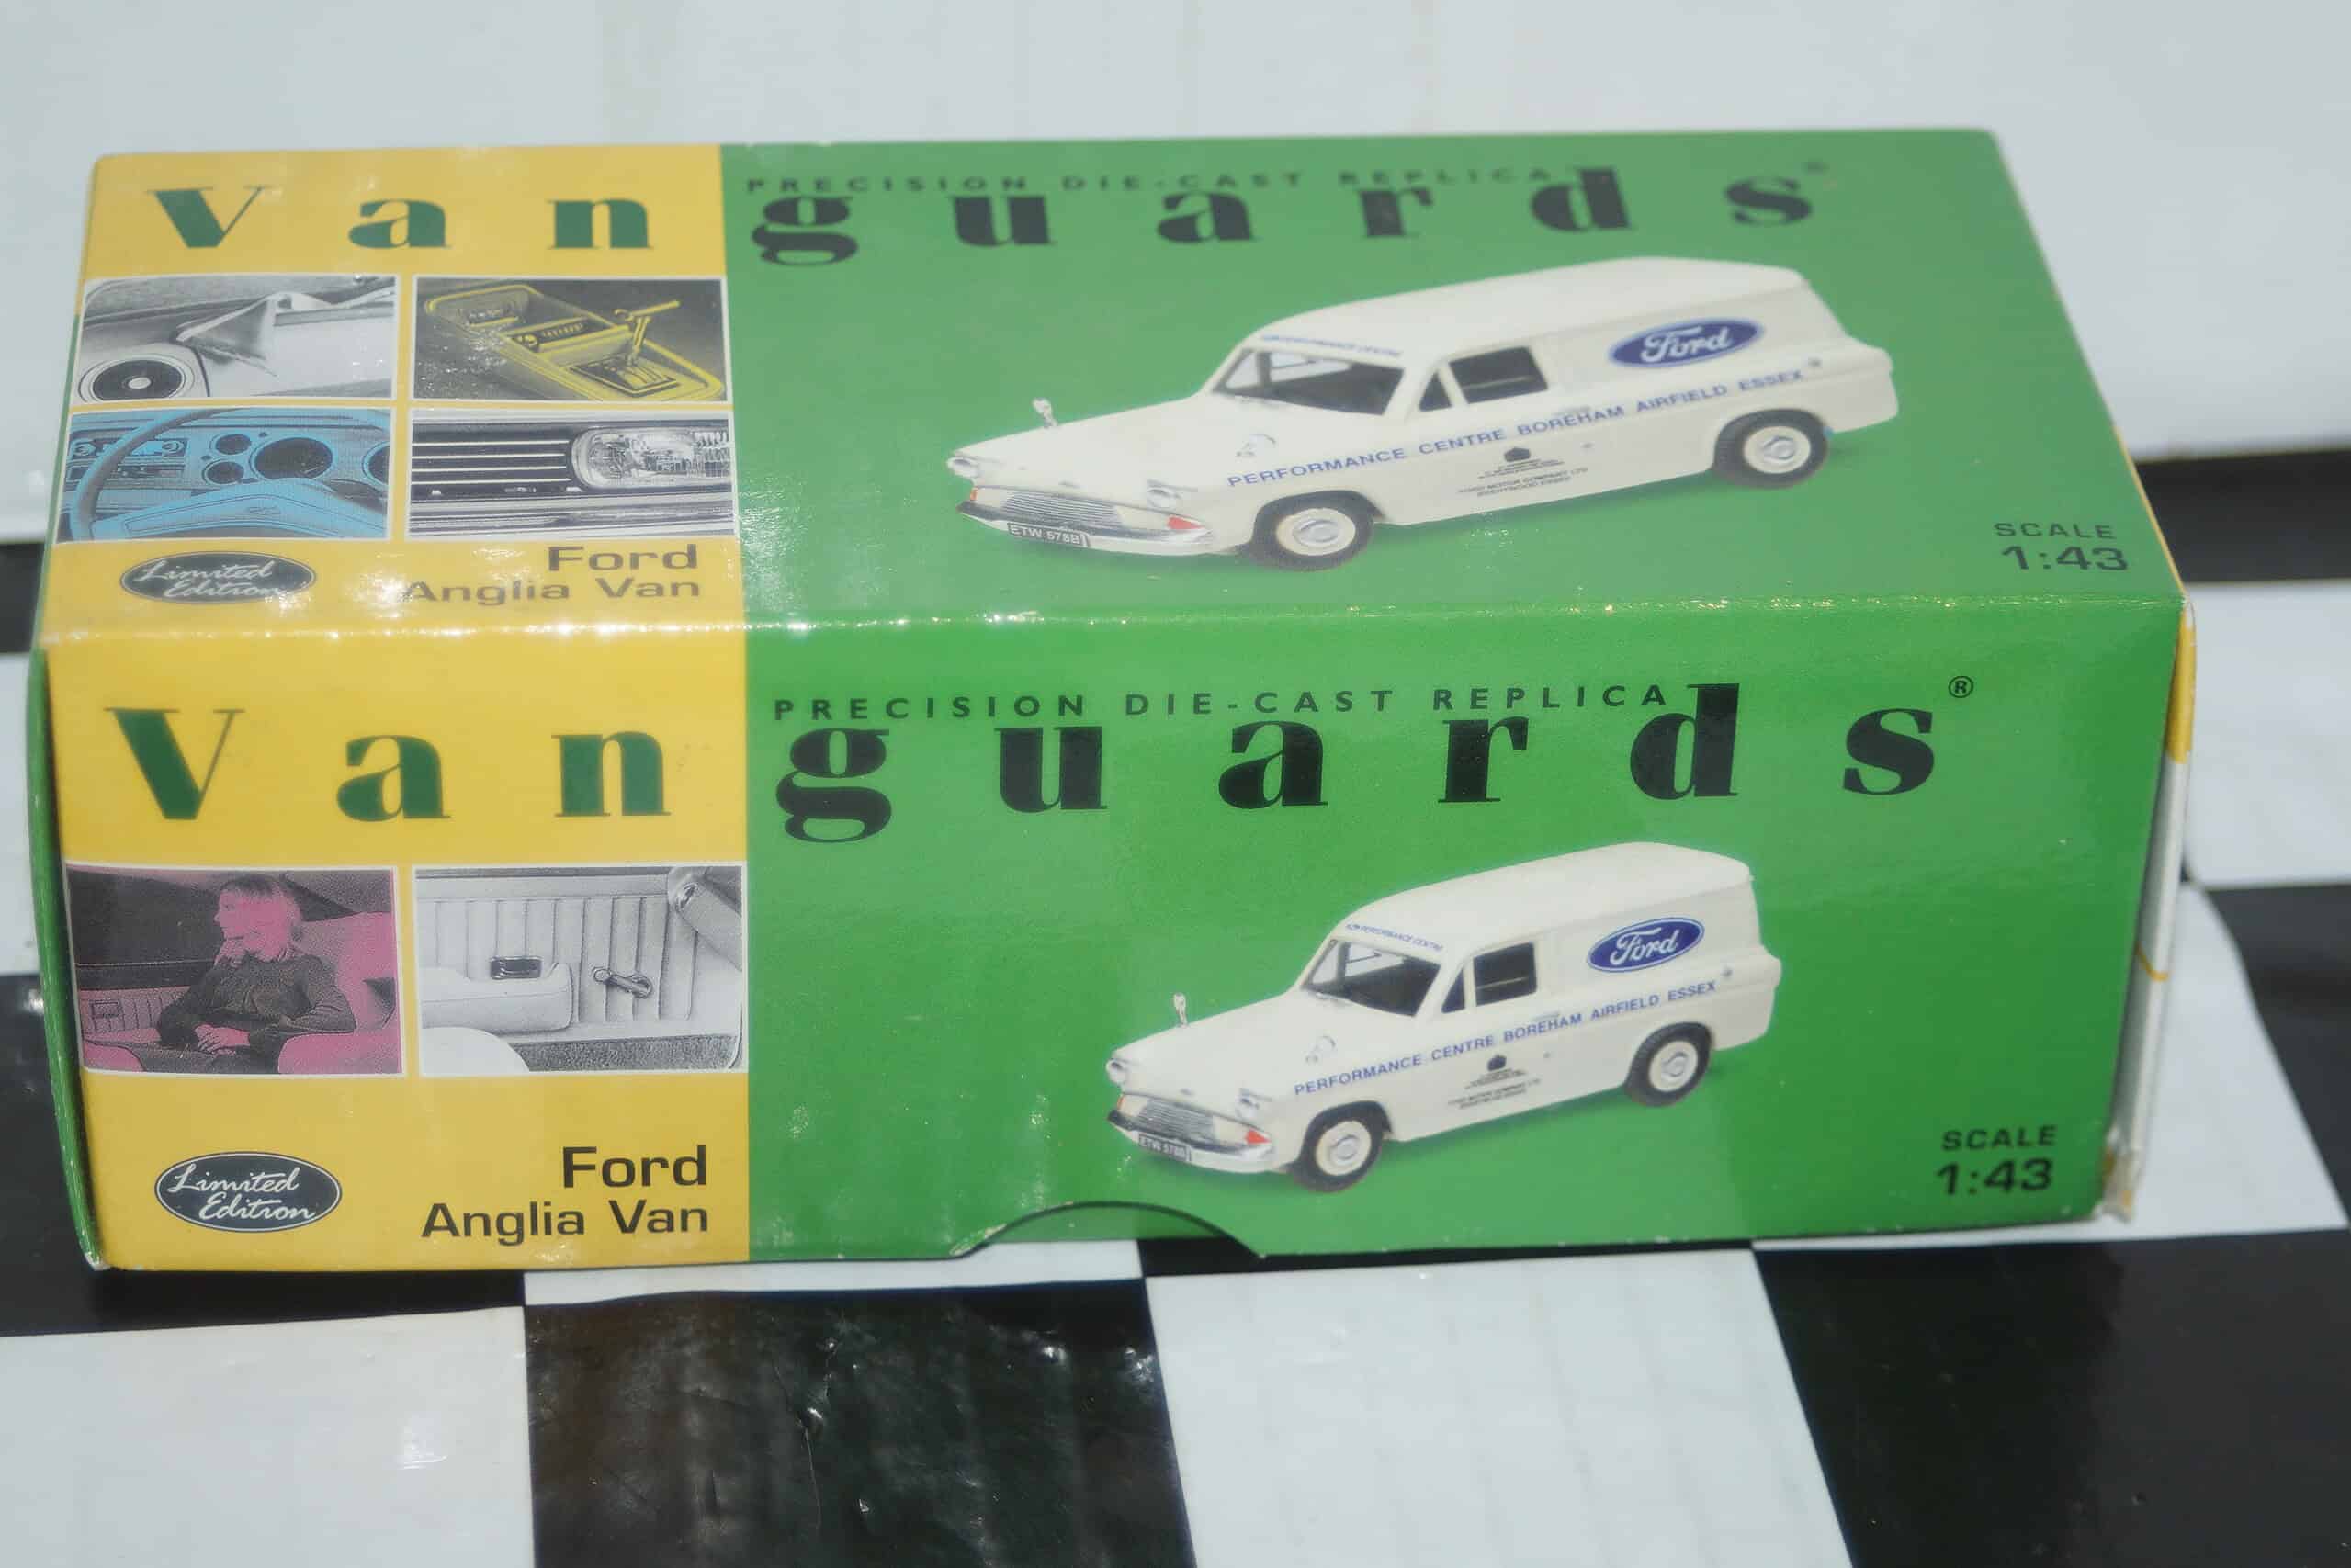 PRECISION DIE-CAST REPLICA
Vanguards
Ford
PERFORMANCE CENTRE BOREHAM AIRFIELD ESSEX
ETW 578B
SCALE
1:43
Limited
Edition
Ford
Anglia Van
PRECISION DIE-CAST REPLICA
Vanguards®
Ford
PERFORMANCE CENTRE BOREHAM AIRFIELD ESSEX
ETW 578B
SCALE
1:43
Limited
Edition
Ford
Anglia Van